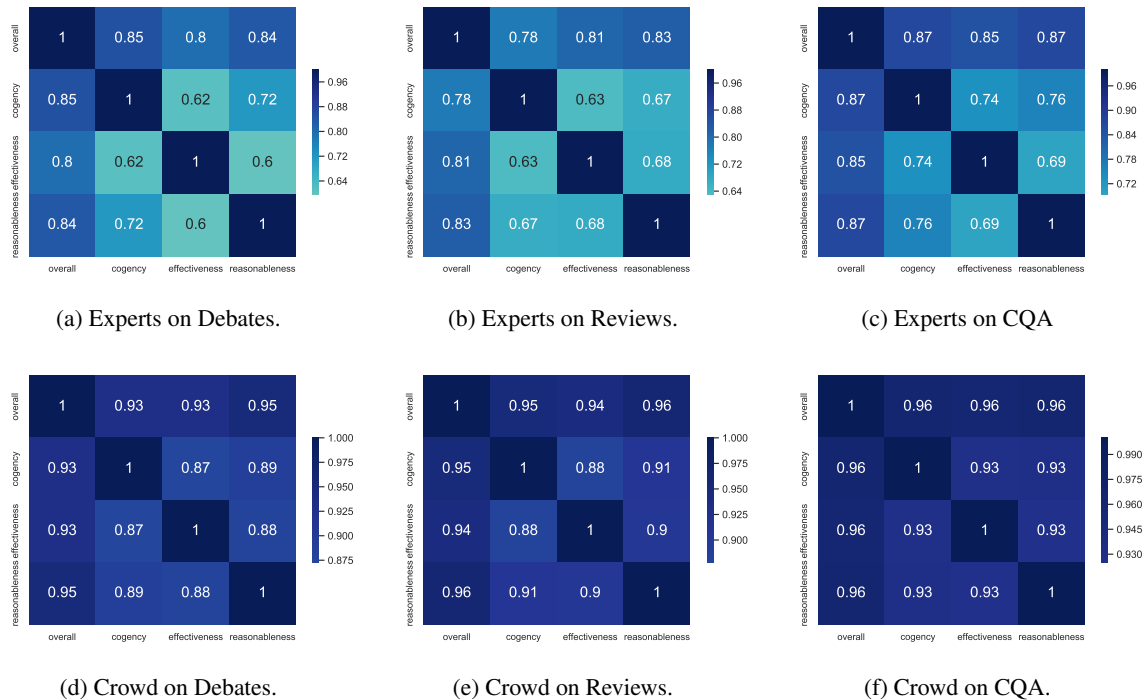 overall 1 0.85 0.8 0.84
cogency 0.85 1 0.62 0.72
effectiveness 0.8 0.62 1 0.6
reasonableness 0.84 0.72 0.6 1
overall cogency effectiveness reasonableness
0.96
0.88
0.80
0.72
0.64
(a) Experts on Debates.
overall 1 0.78 0.81 0.83
cogency 0.78 1 0.63 0.67
effectiveness 0.81 0.63 1 0.68
reasonableness 0.83 0.67 0.68 1
overall cogency effectiveness reasonableness
0.96
0.88
0.80
0.72
0.64
(b) Experts on Reviews.
overall 1 0.87 0.85 0.87
cogency 0.87 1 0.74 0.76
effectiveness 0.85 0.74 1 0.69
reasonableness 0.87 0.76 0.69 1
overall cogency effectiveness reasonableness
0.96
0.90
0.84
0.78
0.72
(c) Experts on CQA
overall 1 0.93 0.93 0.95
cogency 0.93 1 0.87 0.89
effectiveness 0.93 0.87 1 0.88
reasonableness 0.95 0.89 0.88 1
overall cogency effectiveness reasonableness
1.000
0.975
0.950
0.925
0.900
0.875
(d) Crowd on Debates.
overall 1 0.95 0.94 0.96
cogency 0.95 1 0.88 0.91
effectiveness 0.94 0.88 1 0.9
reasonableness 0.96 0.91 0.9 1
overall cogency effectiveness reasonableness
1.000
0.975
0.950
0.925
0.900
(e) Crowd on Reviews.
overall 1 0.96 0.96 0.96
cogency 0.96 1 0.93 0.93
effectiveness 0.96 0.93 1 0.93
reasonableness 0.96 0.93 0.93 1
overall cogency effectiveness reasonableness
0.990
0.975
0.960
0.945
0.930
(f) Crowd on CQA.